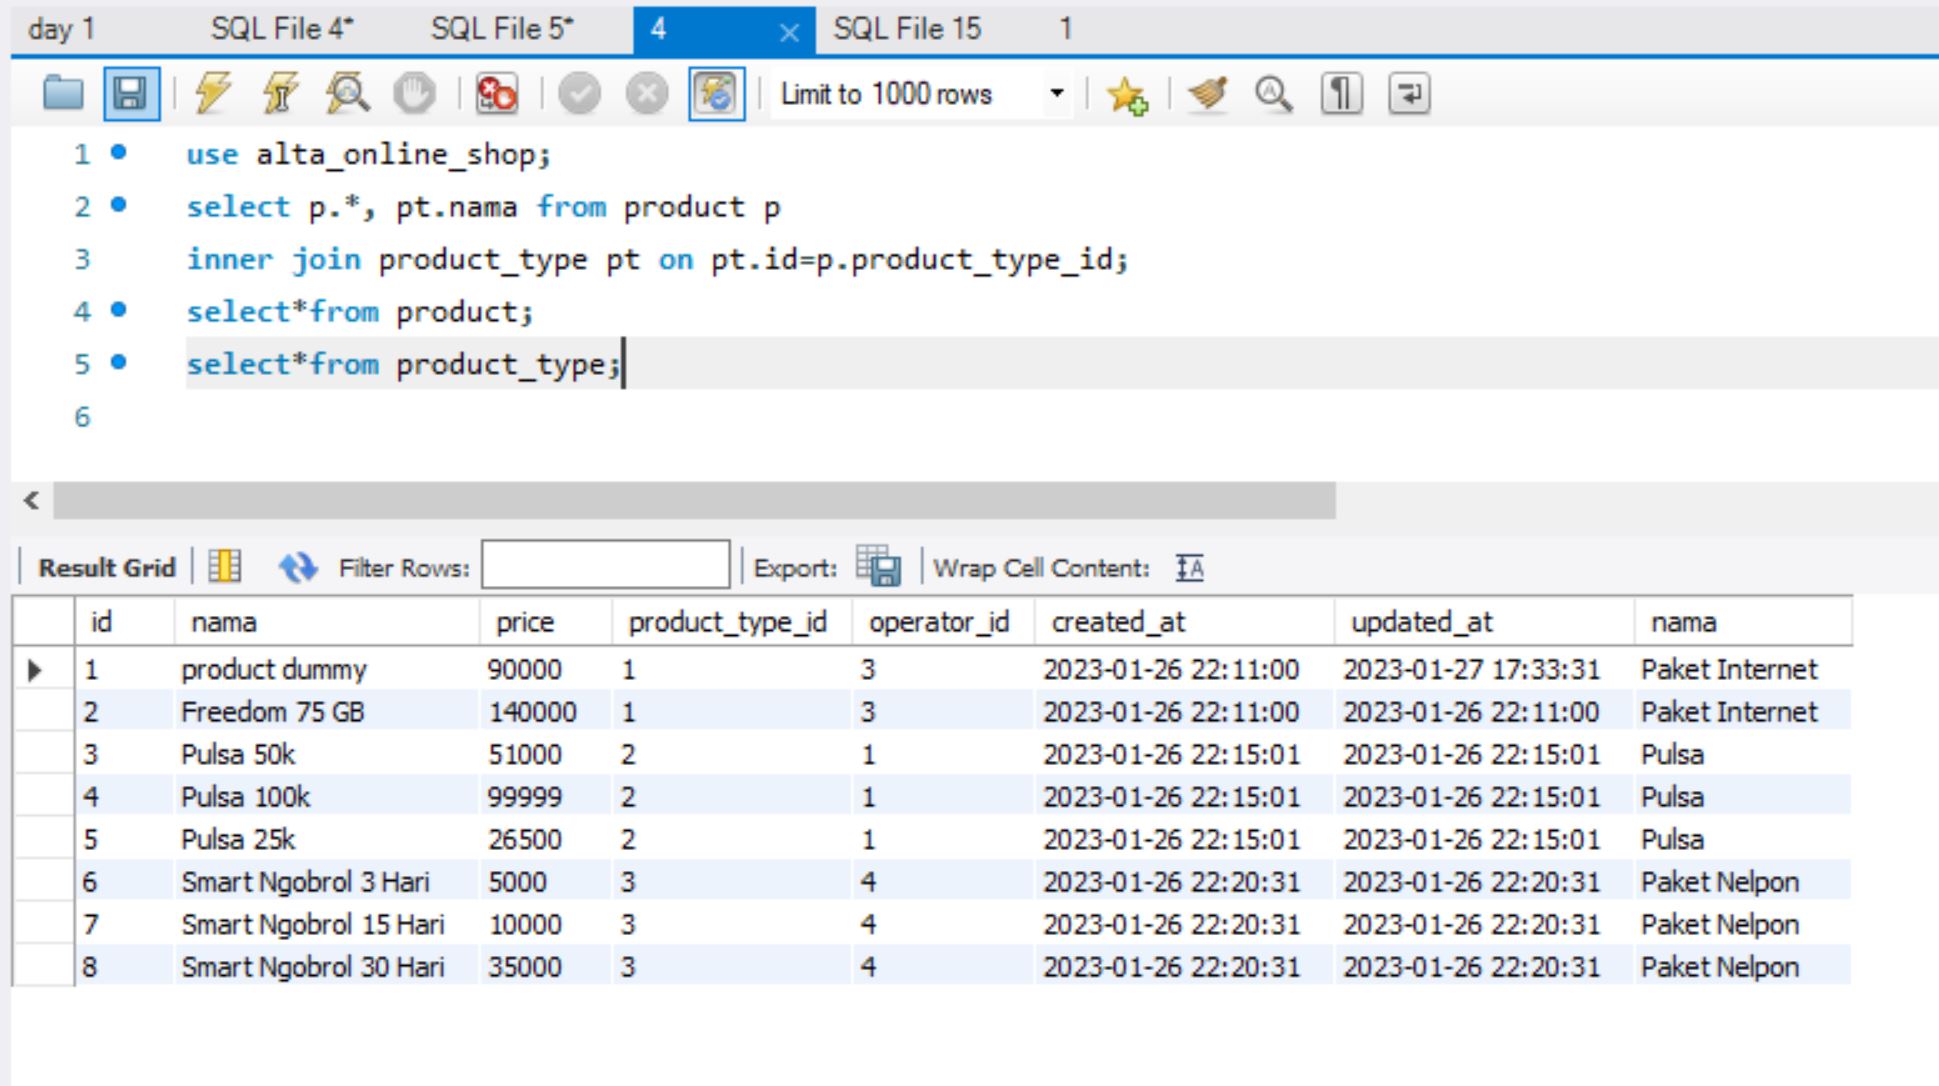 day 1 SQL File 4* SQL File 5* 4 SQL File 15 1
Limit to 1000 rows
1 use alta_online_shop;
2 select p.*, pt.nama from product p
3 inner join product_type pt on pt.id=p.product_type_id;
4 select*from product;
5 select*from product_type;
6
Result Grid Filter Rows: Export: Wrap Cell Content:
id nama price product_type_id operator_id created_at updated_at nama
1 product dummy 90000 1 3 2023-01-26 22:11:00 2023-01-27 17:33:31 Paket Internet
2 Freedom 75 GB 140000 1 3 2023-01-26 22:11:00 2023-01-26 22:11:00 Paket Internet
3 Pulsa 50k 51000 2 1 2023-01-26 22:15:01 2023-01-26 22:15:01 Pulsa
4 Pulsa 100k 99999 2 1 2023-01-26 22:15:01 2023-01-26 22:15:01 Pulsa
5 Pulsa 25k 26500 2 1 2023-01-26 22:15:01 2023-01-26 22:15:01 Pulsa
6 Smart Ngobrol 3 Hari 5000 3 4 2023-01-26 22:20:31 2023-01-26 22:20:31 Paket Nelpon
7 Smart Ngobrol 15 Hari 10000 3 4 2023-01-26 22:20:31 2023-01-26 22:20:31 Paket Nelpon
8 Smart Ngobrol 30 Hari 35000 3 4 2023-01-26 22:20:31 2023-01-26 22:20:31 Paket Nelpon